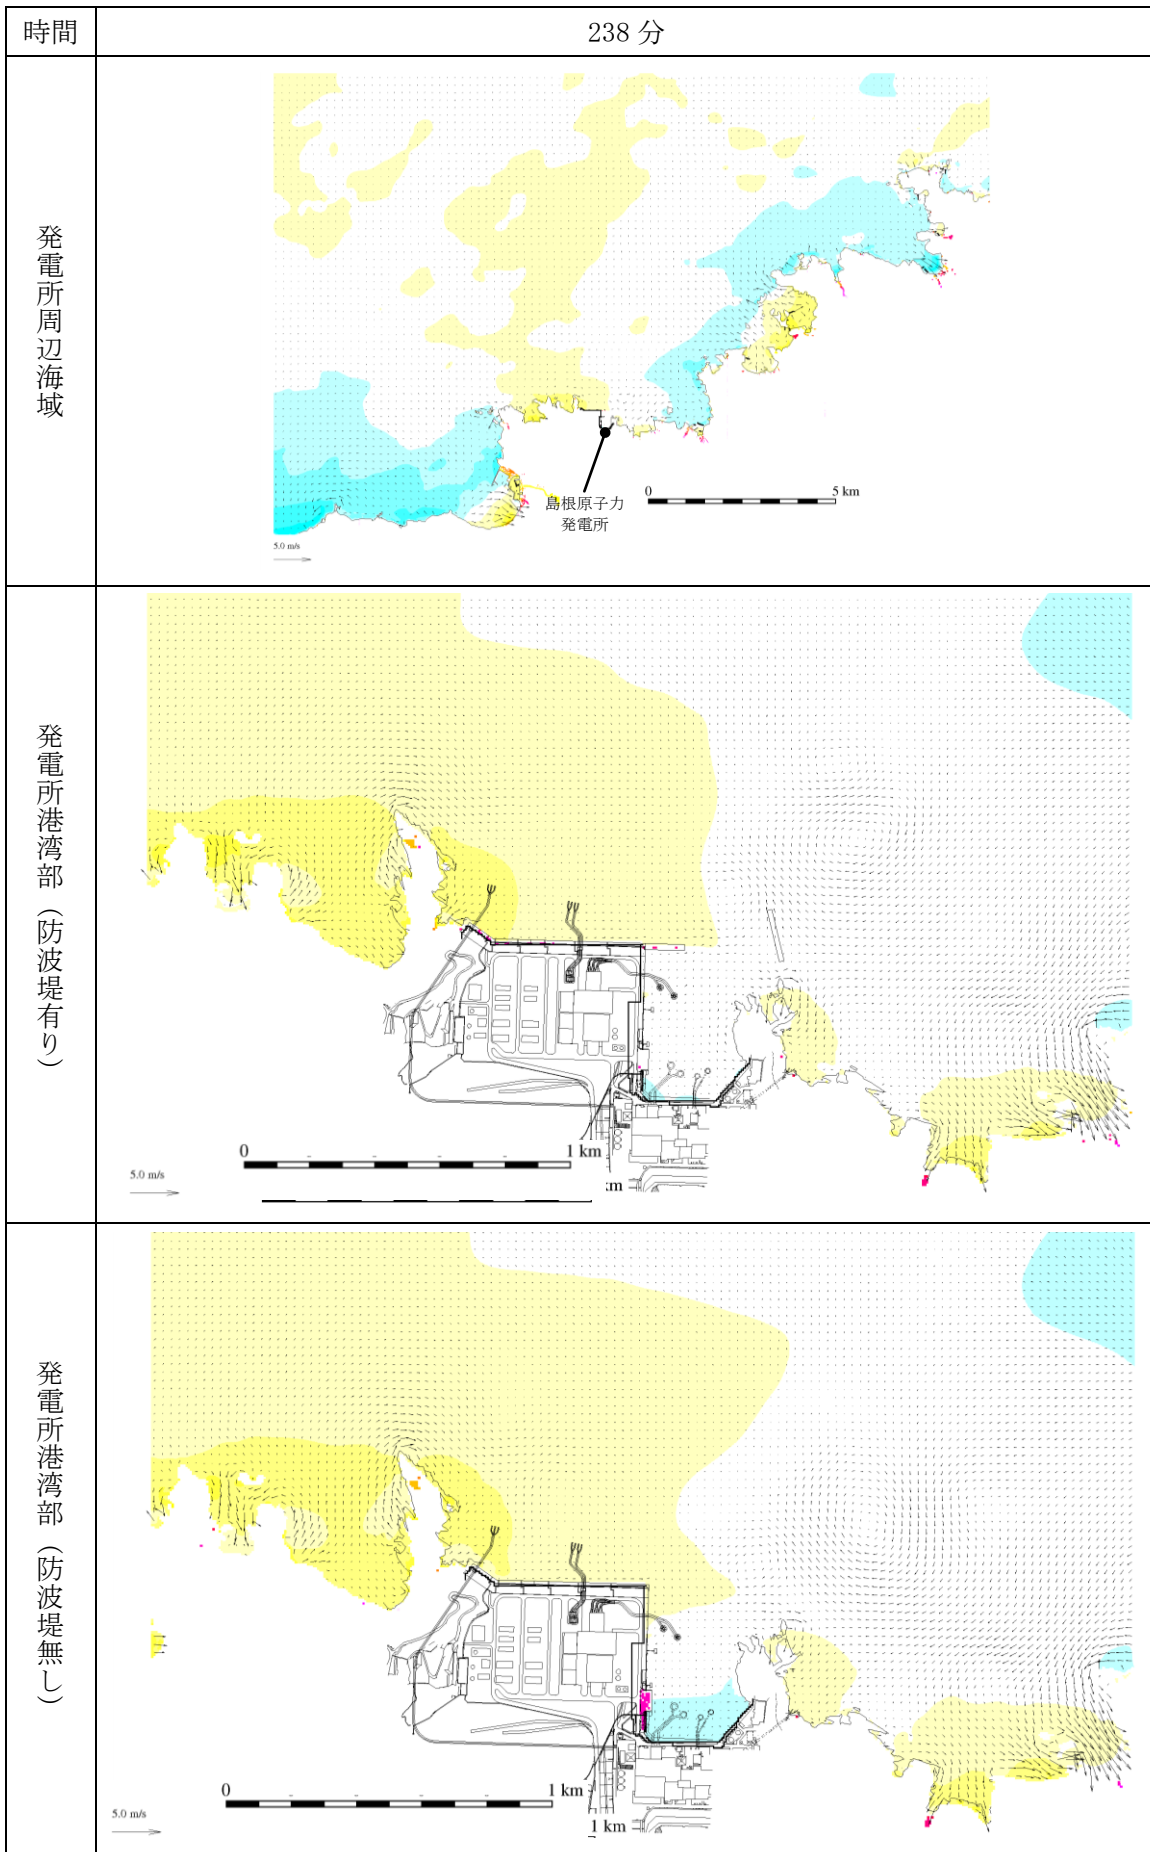 時間
238 分
発電所周辺海域
島根原子力
発電所
0
5 km
5.0 m/s
発電所港湾部（防波堤有り）
0
1 km
5.0 m/s
:m
発電所港湾部（防波堤無し）
0
1 km
5.0 m/s
1 km